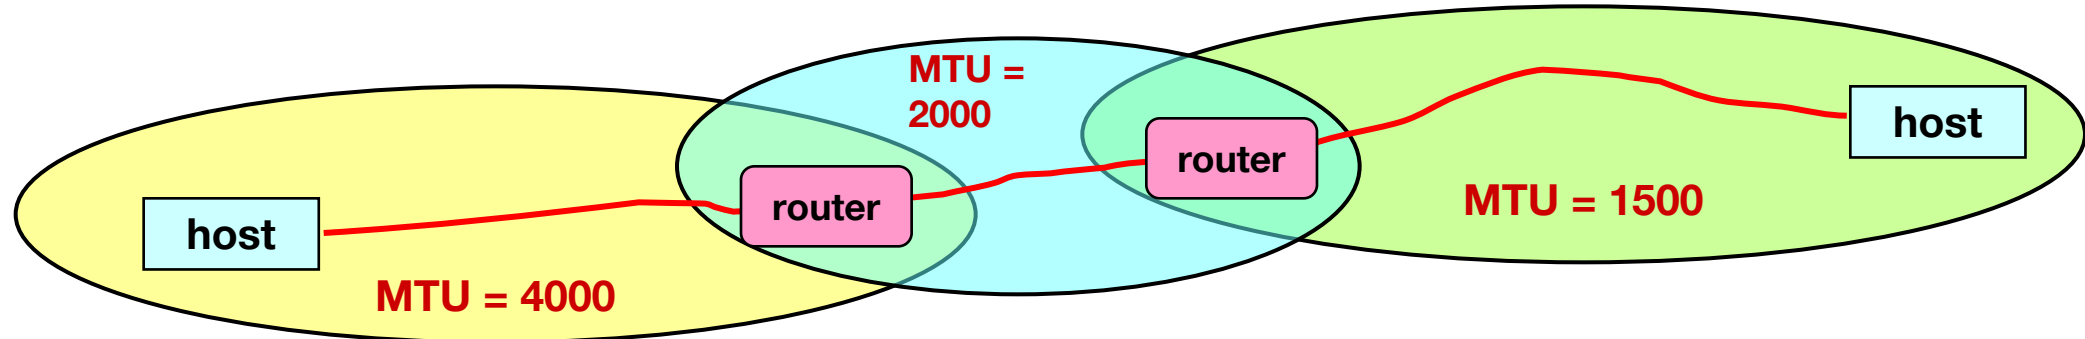 host
MTU = 4000
router
MTU =
2000
router
MTU = 1500
host